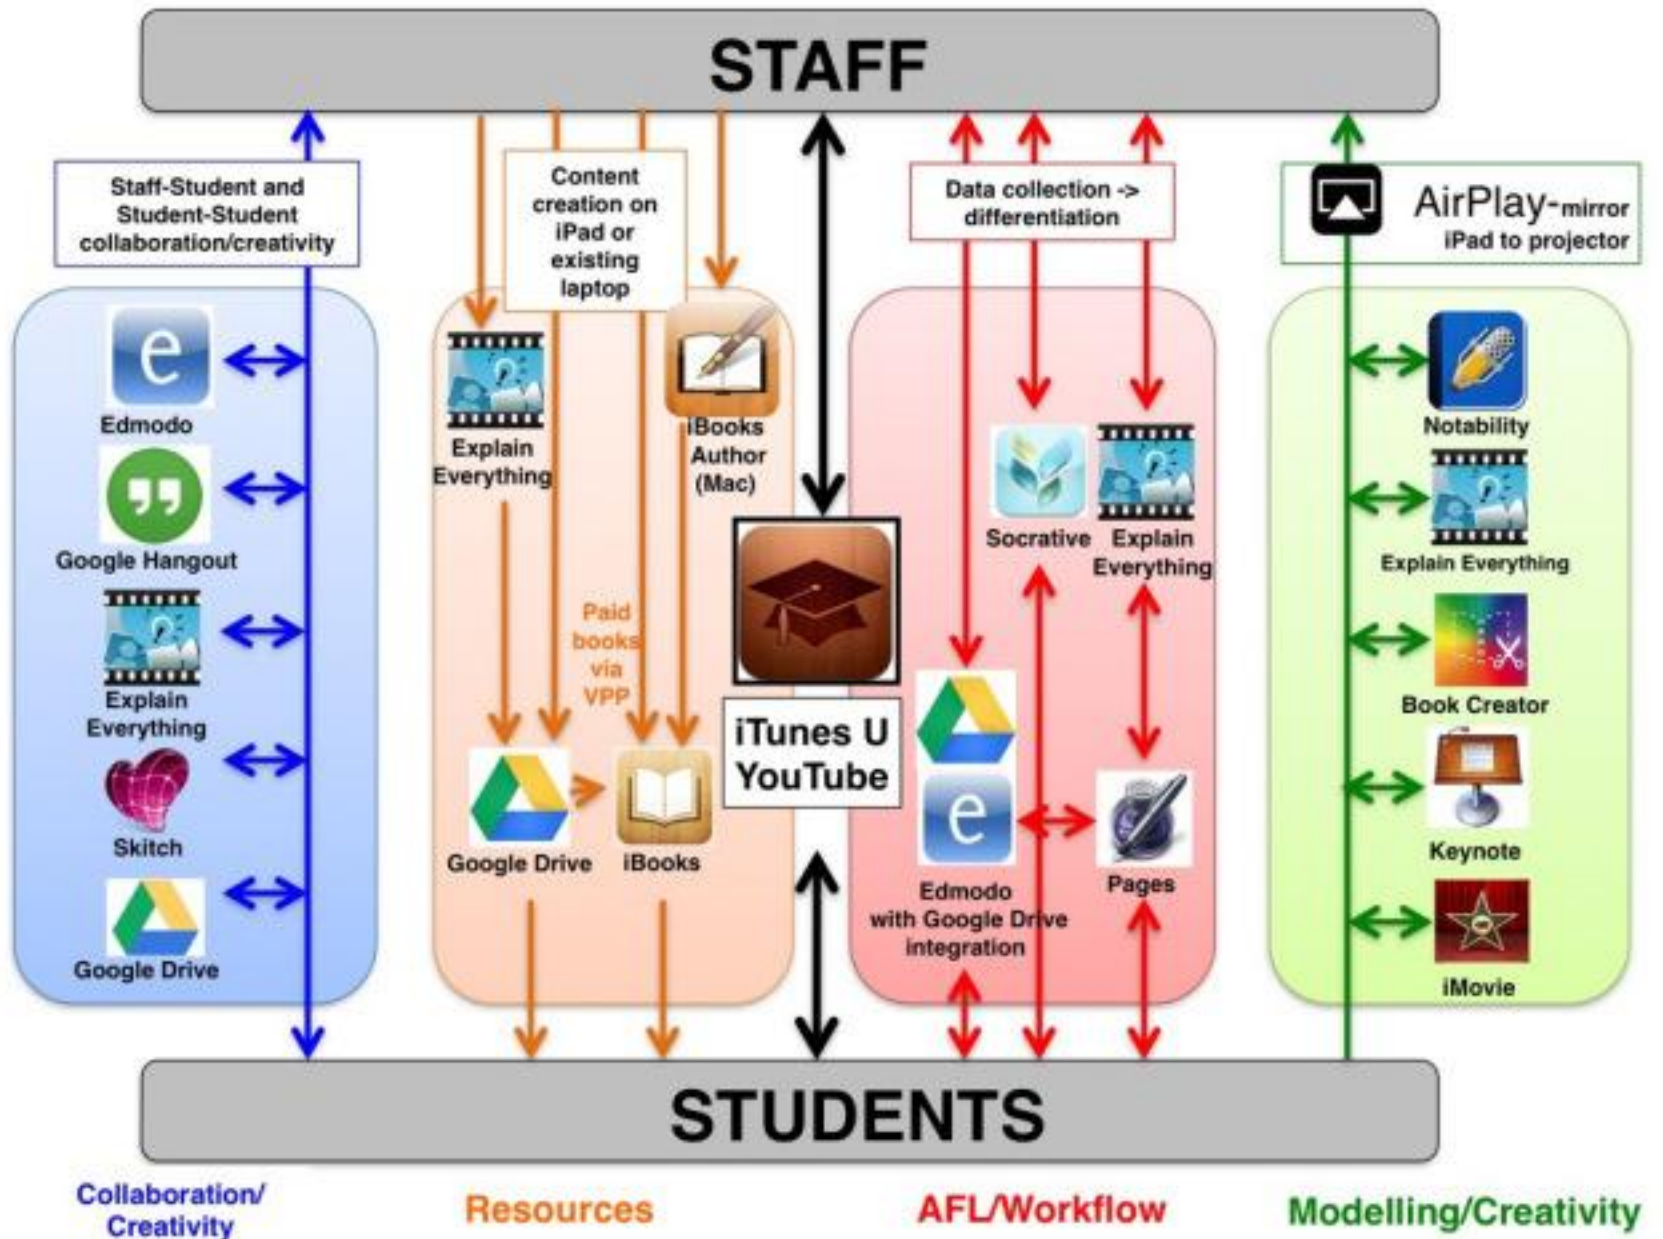 STAFF
Staff-Student and
Student-Student
collaboration/creativity
Edmodo
Google Hangout
Explain
Everything
Skitch
Google Drive
Content
creation on
iPad or
existing
laptop
Explain
Everything
iBooks
Author
(Mac)
Paid
books
via
VPP
Google Drive
iBooks
iTunes U
YouTube
Data collection ->
differentiation
Socrative
Explain
Everything
Edmodo
with Google Drive
integration
Pages
AirPlay-mirror
iPad to projector
Notability
Explain Everything
Book Creator
Keynote
iMovie
STUDENTS
Collaboration/
Creativity
Resources
AFL/Workflow
Modelling/Creativity